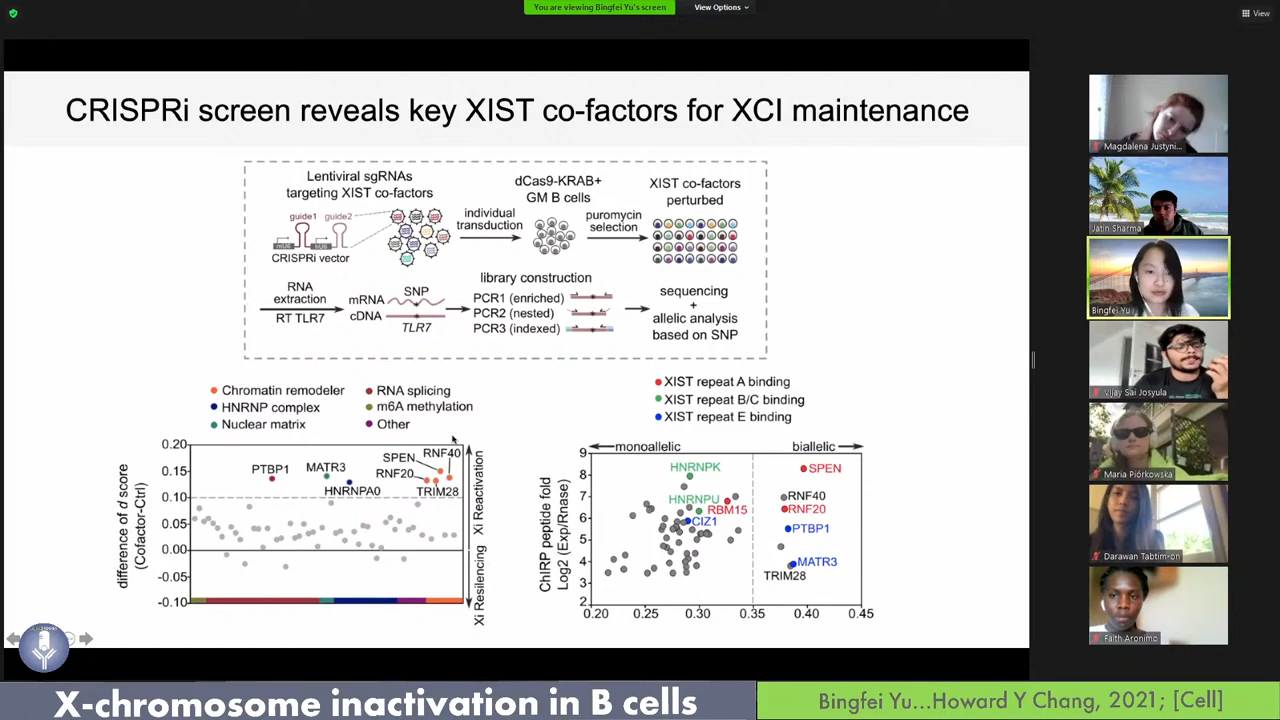 You are viewing Bingfei Yu's screen
View Options
View
CRISPRi screen reveals key XIST co-factors for XCI maintenance
Lentiviral sgRNAs
targeting XIST co-factors
guide1 guide2
mU6 hU6
CRISPRi vector
individual
transduction
dCas9-KRAB+
GM B cells
puromycin
selection
XIST co-factors
perturbed
RNA
extraction
RT TLR7
mRNA
cDNA
SNP
TLR7
library construction
PCR1 (enriched)
PCR2 (nested)
PCR3 (indexed)
sequencing
+
allelic analysis
based on SNP
Chromatin remodeler
HNRNP complex
Nuclear matrix
RNA splicing
m6A methylation
Other
difference of d score
(Cofactor-Ctrl)
0.20
0.15
0.10
0.05
0.00
-0.05
-0.10
PTBP1
MATR3
HNRNPA0
SPEN
RNF40
RNF20
TRIM28
Xi Reactivation
Xi Resilencing
XIST repeat A binding
XIST repeat B/C binding
XIST repeat E binding
monoallelic
biallelic
ChIRP peptide fold
Log2 (Exp/Rnase)
9
8
7
6
5
4
3
2
HNRNPK
HNRNPU
RBM15
CIZ1
SPEN
RNF40
RNF20
PTBP1
MATR3
TRIM28
0.20 0.25 0.30 0.35 0.40 0.45
Magdalena Justyni...
Jatin Sharma
Bingfei Yu
Vijay Sai Josyula
Maria Piórkowska
Darawan Tabtim-on
Faith Aronimo
X-chromosome inactivation in B cells
Bingfei Yu...Howard Y Chang, 2021; [Cell]